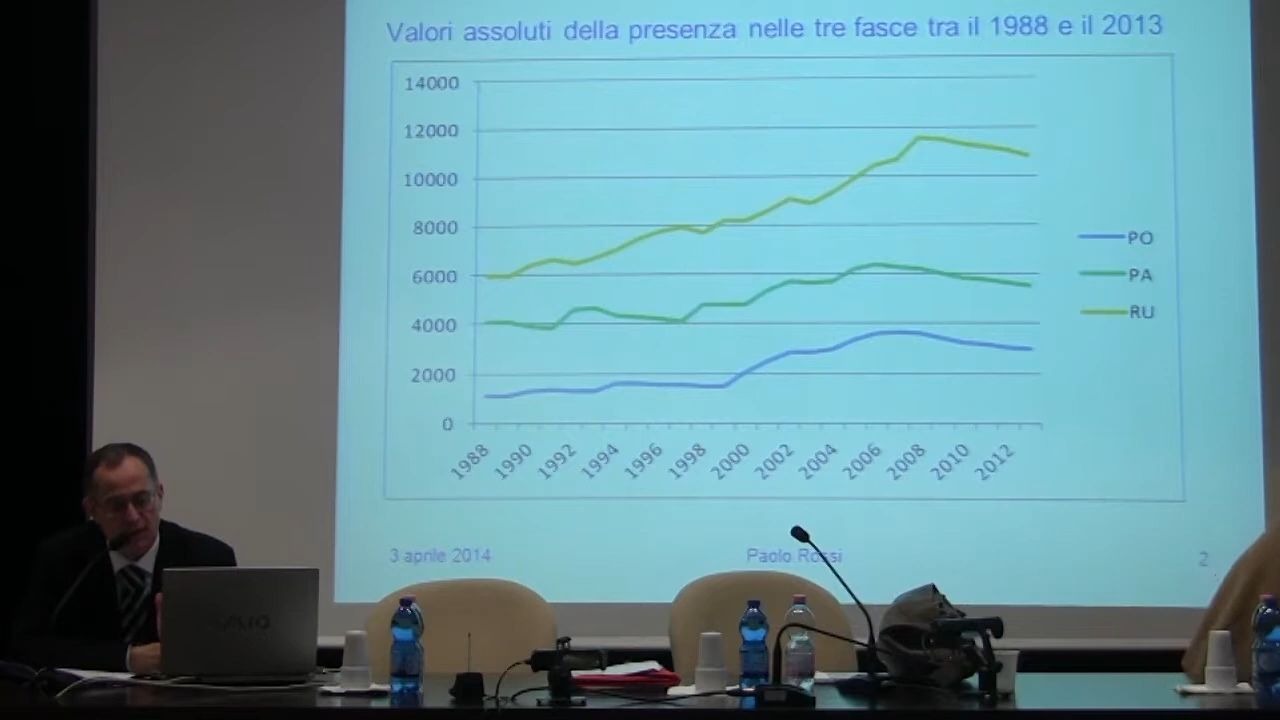 Valori assoluti della presenza nelle tre fasce tra il 1988 e il 2013
14000
12000
10000
8000
6000
4000
2000
0
1988 1990 1992 1994 1996 1998 2000 2002 2004 2006 2008 2010 2012
PO
PA
RU
3 aprile 2014 Paolo Rossi 2